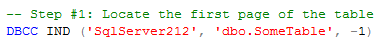 -- Step #1: Locate the first page of the table
DBCC IND ('SqlServer212', 'dbo.SomeTable', -1)